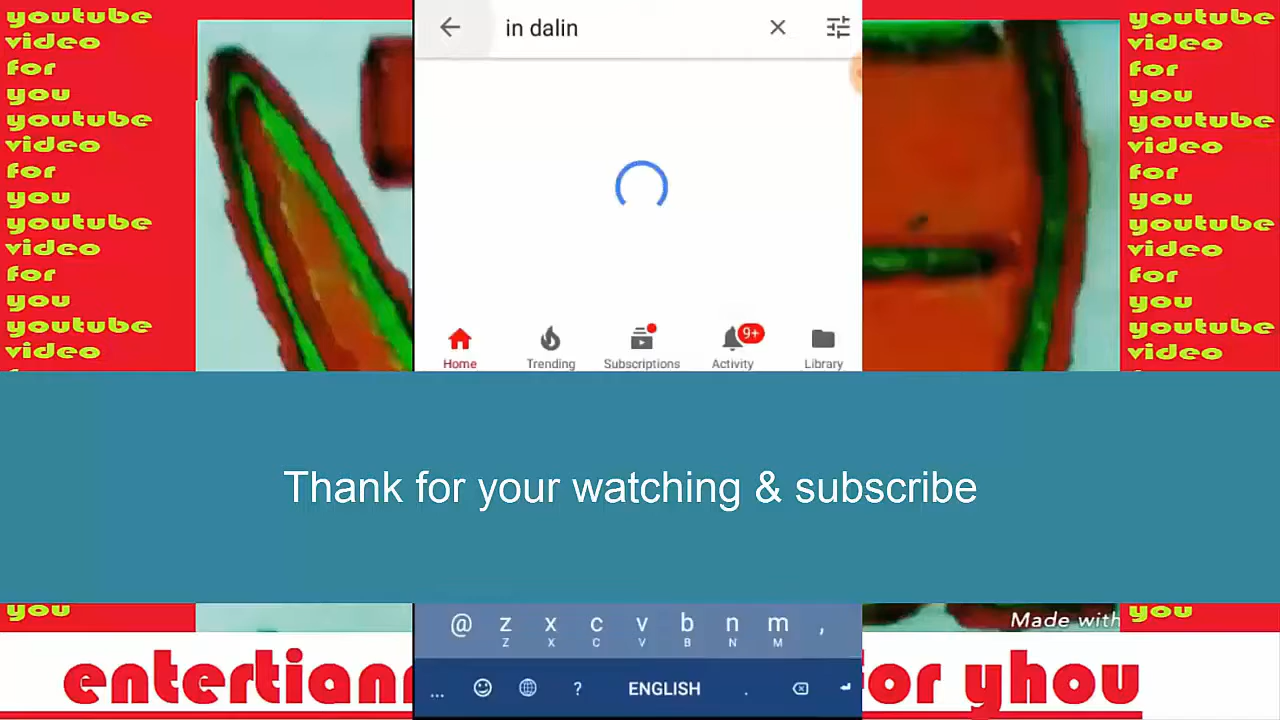 youtube
video
for
you
youtube
video
for
you
youtube
video
for
you
youtube
video
you
in dalin
Home
Trending
Subscriptions
9+
Activity
Library
Thank for your watching & subscribe
@ z x c v b n m ,
Z X C V B N M
... ? ENGLISH .
youtube
video
for
you
youtube
video
for
you
youtube
video
for
you
youtube
video
you
Made with
entertiann
for yhou